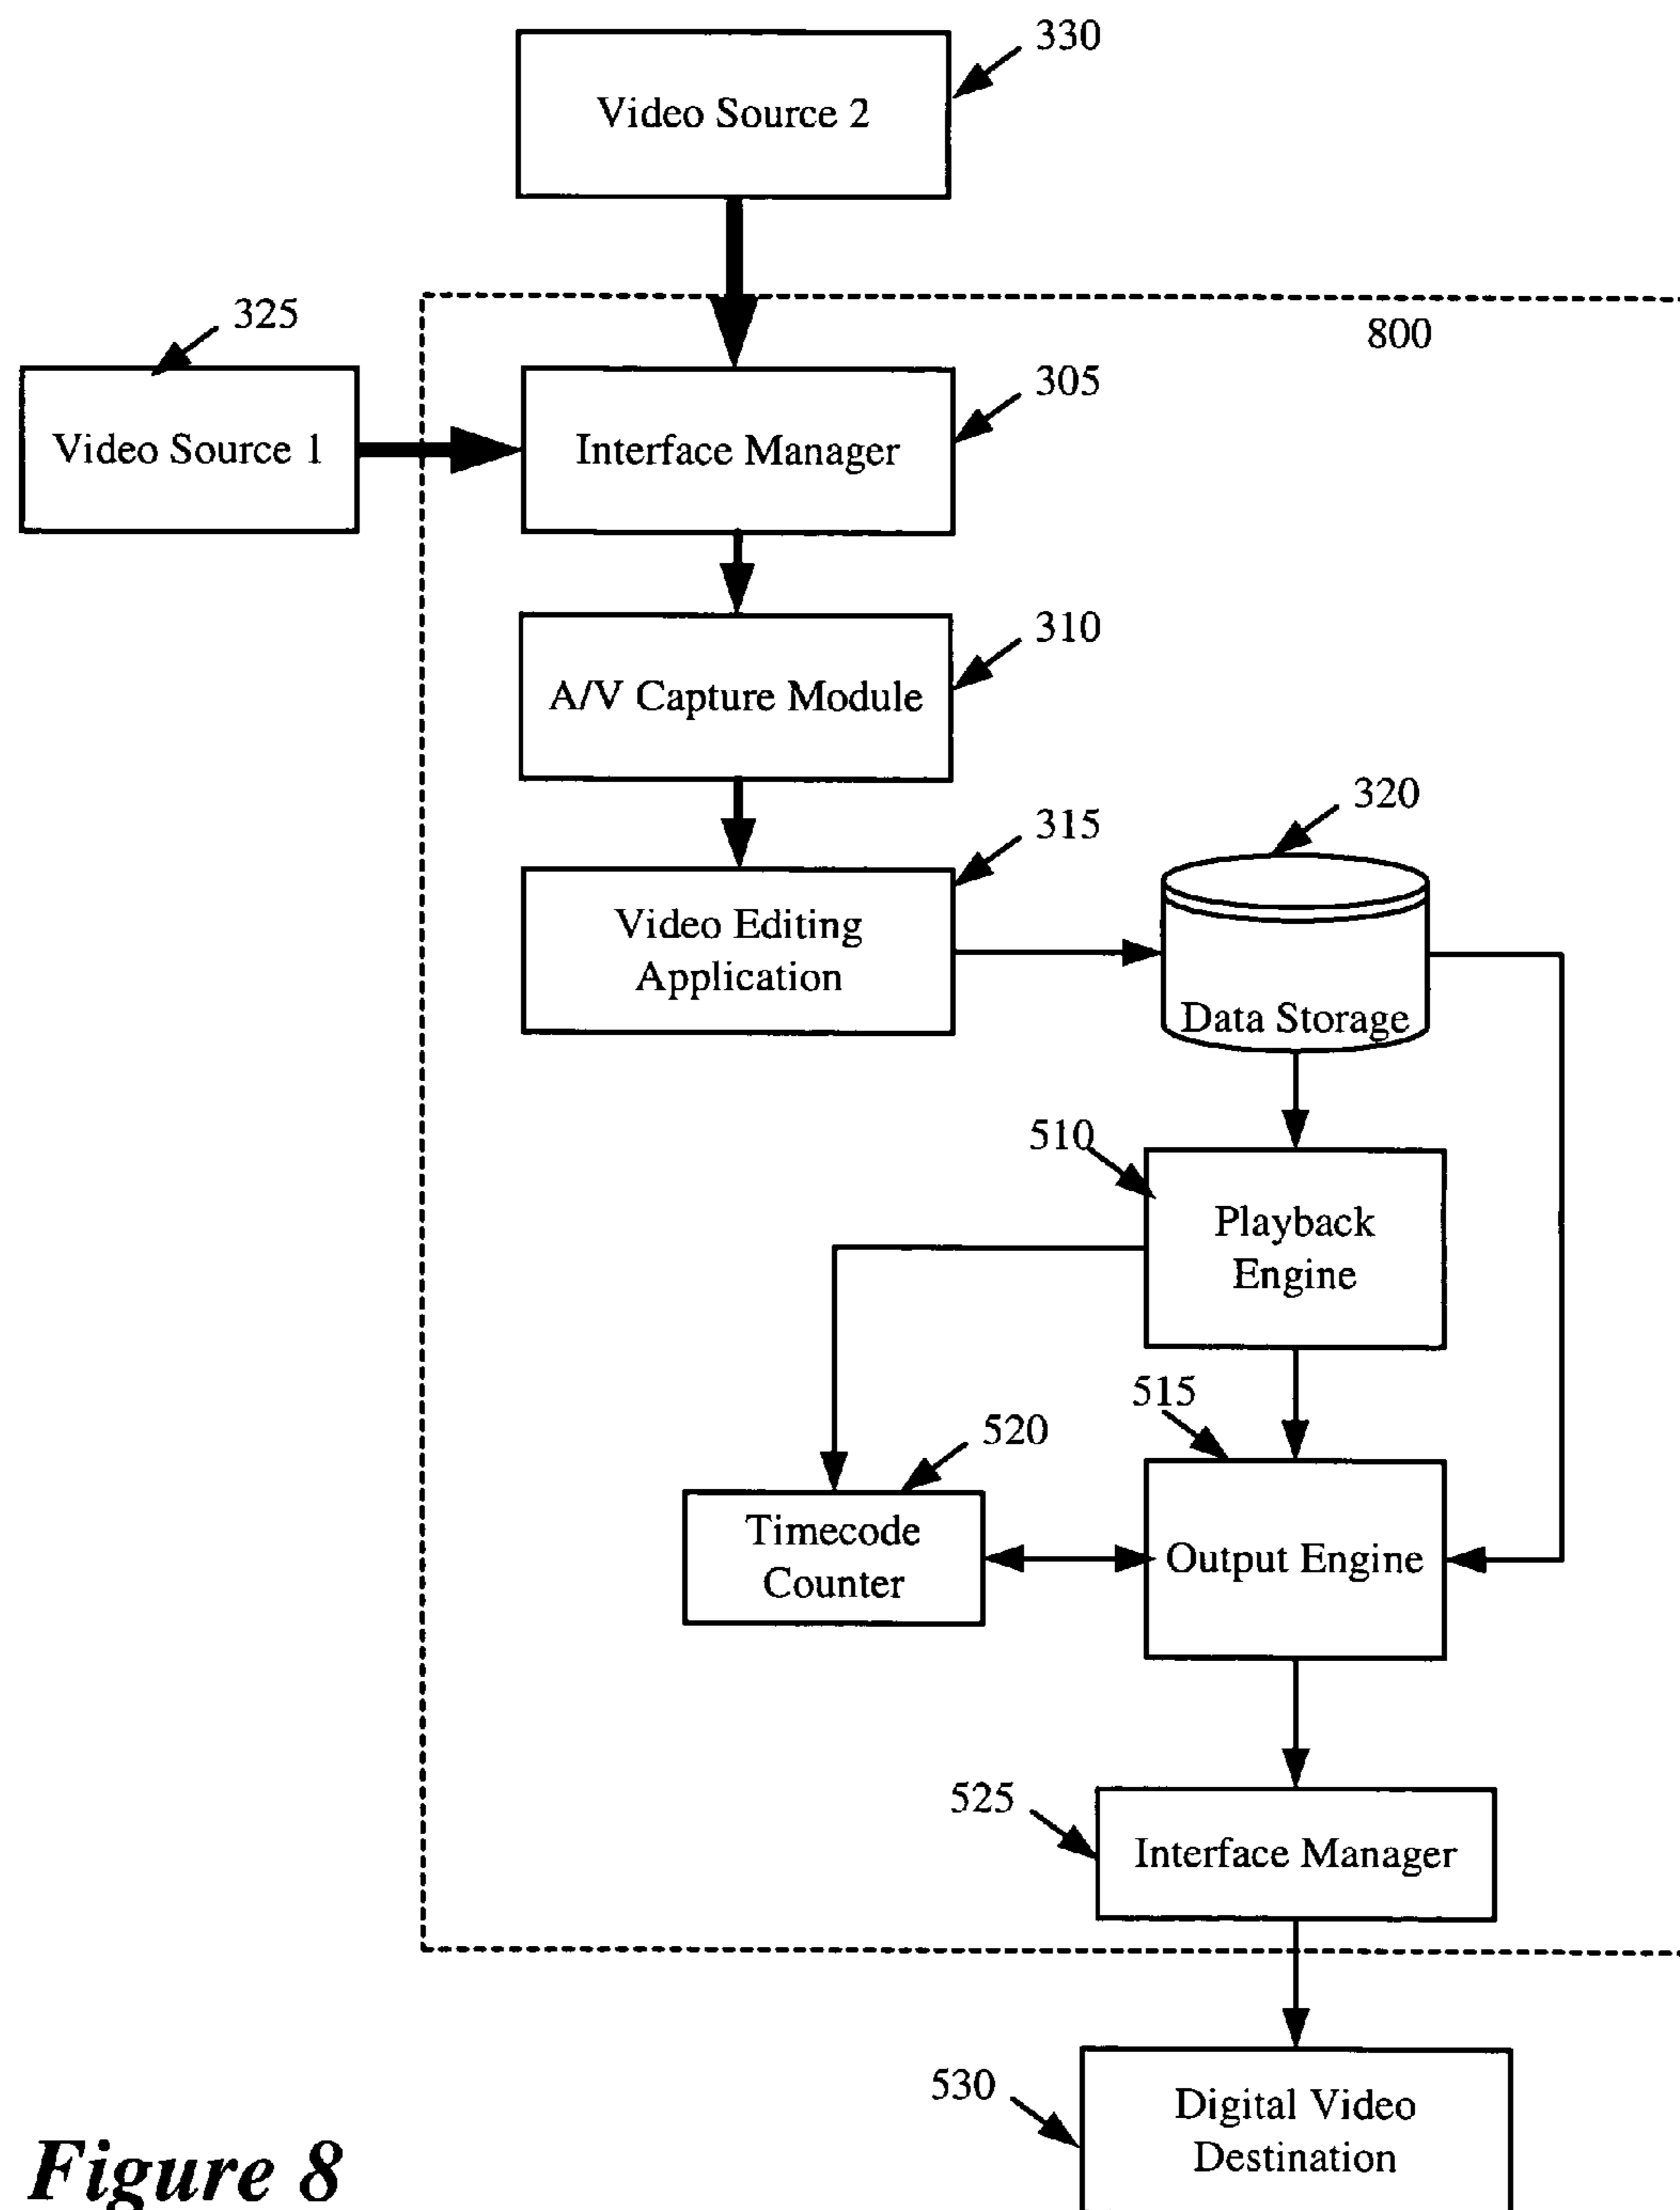 330
Video Source 2
325
800
305
Video Source 1
Interface Manager
310
A/V Capture Module
320
315
Video Editing
Application
Data Storage
510
Playback
Engine
515
520
Timecode
Counter
Output Engine
525
Interface Manager
530
Digital Video
Destination
Figure 8